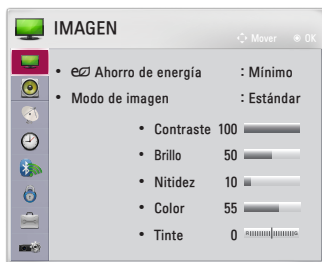 IMAGEN
Mover OK
• e Ahorro de energía : Mínimo
• Modo de imagen : Estándar
• Contraste 100
• Brillo 50
• Nitidez 10
• Color 55
• Tinte 0